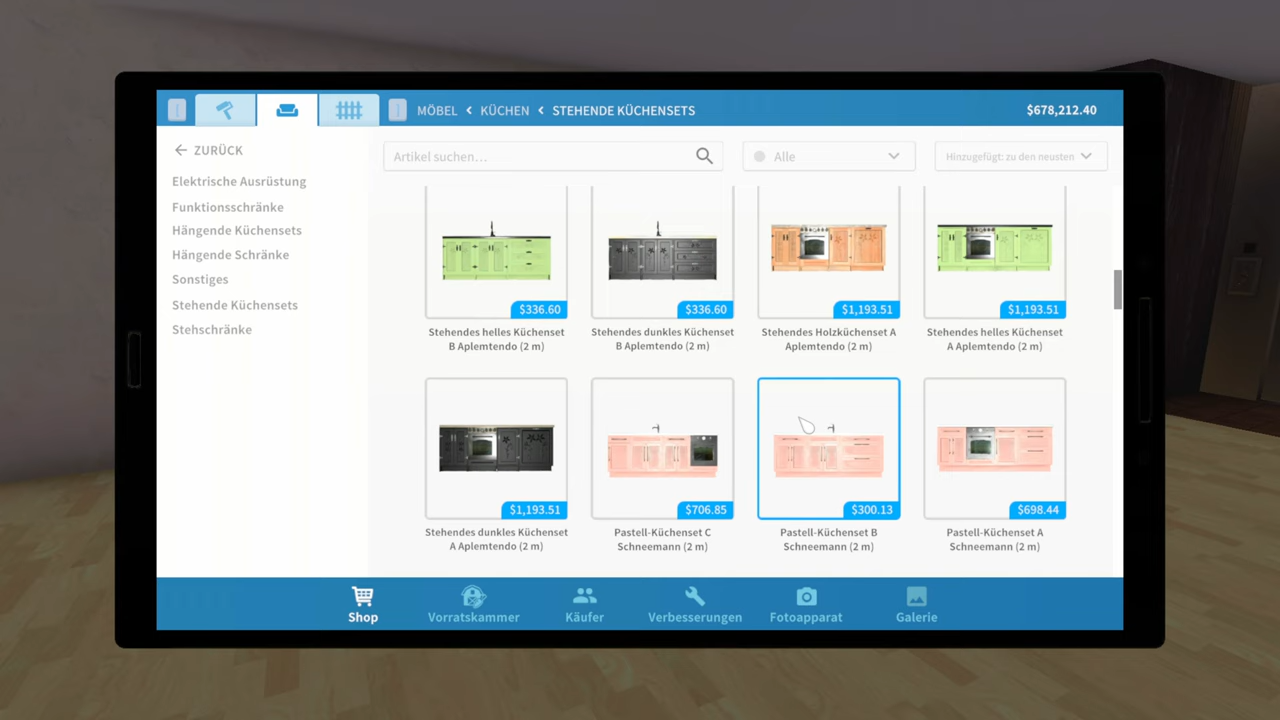 MÖBEL < KÜCHEN < STEHENDE KÜCHENSETS
$678,212.40
ZURÜCK
Artikel suchen...
Alle
Hinzugefügt: zu den neusten
Elektrische Ausrüstung
Funktionsschränke
Hängende Küchensets
Hängende Schränke
Sonstiges
Stehende Küchensets
Stehschränke
$336.60
$336.60
$1,193.51
$1,193.51
Stehendes helles Küchenset
B Aplemtendo (2 m)
Stehendes dunkles Küchenset
B Aplemtendo (2 m)
Stehendes Holzküchenset A
Aplemtendo (2 m)
Stehendes helles Küchenset
A Aplemtendo (2 m)
$1,193.51
$706.85
$300.13
$698.44
Stehendes dunkles Küchenset
A Aplemtendo (2 m)
Pastell-Küchenset C
Schneemann (2 m)
Pastell-Küchenset B
Schneemann (2 m)
Pastell-Küchenset A
Schneemann (2 m)
Shop
Vorratskammer
Käufer
Verbesserungen
Fotoapparat
Galerie